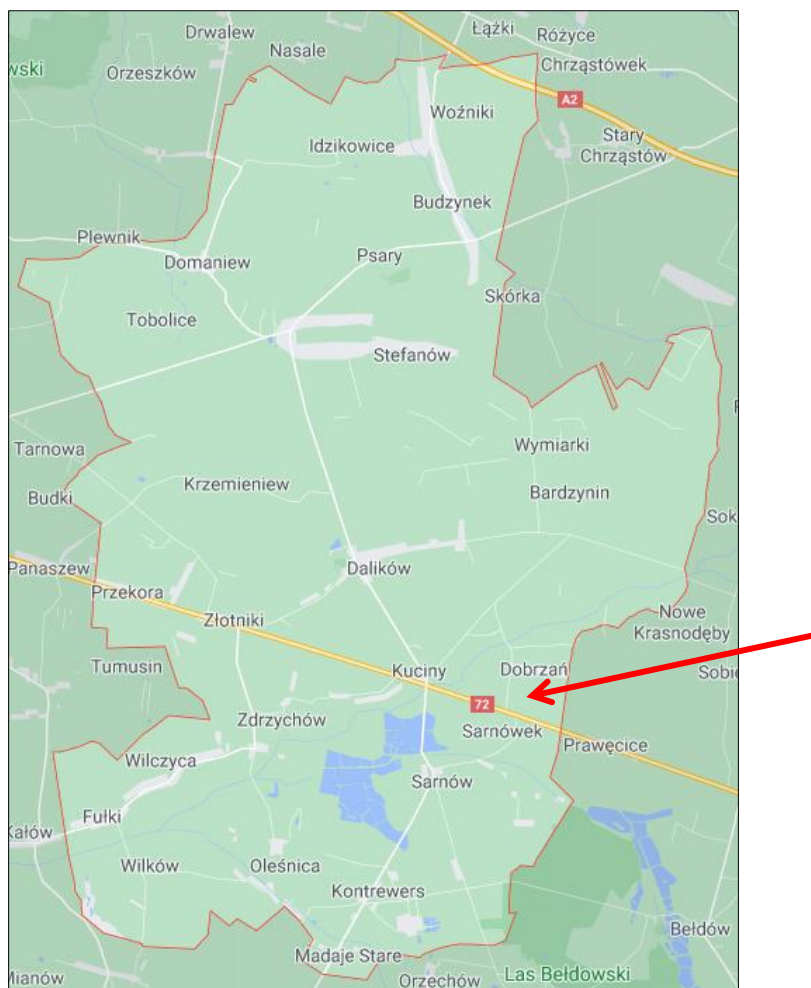 Drwalew
Łążki
Różyce
Nasale
wski
Orzeszków
Chrząstówek
A2
Woźniki
Stary
Chrząstów
Idzikowice
Budzynek
Plewnik
Domaniew
Psary
Skórka
Tobolice
Stefanów
Tarnowa
Wymiarki
Krzemieniew
Bardzynin
Budki
Sok
Panaszew
Dalików
Przekora
Złotniki
Nowe
Krasnodęby
Tumusin
Kuciny
Dobrzań
Sobie
72
Zdrzychów
Sarnówek
Prawęcice
Wilczyca
Sarnów
Fułki
Kałów
Wilków
Oleśnica
Kontrewers
Bełdów
Madaje Stare
Mianów
Orzechów
Las Bełdowski